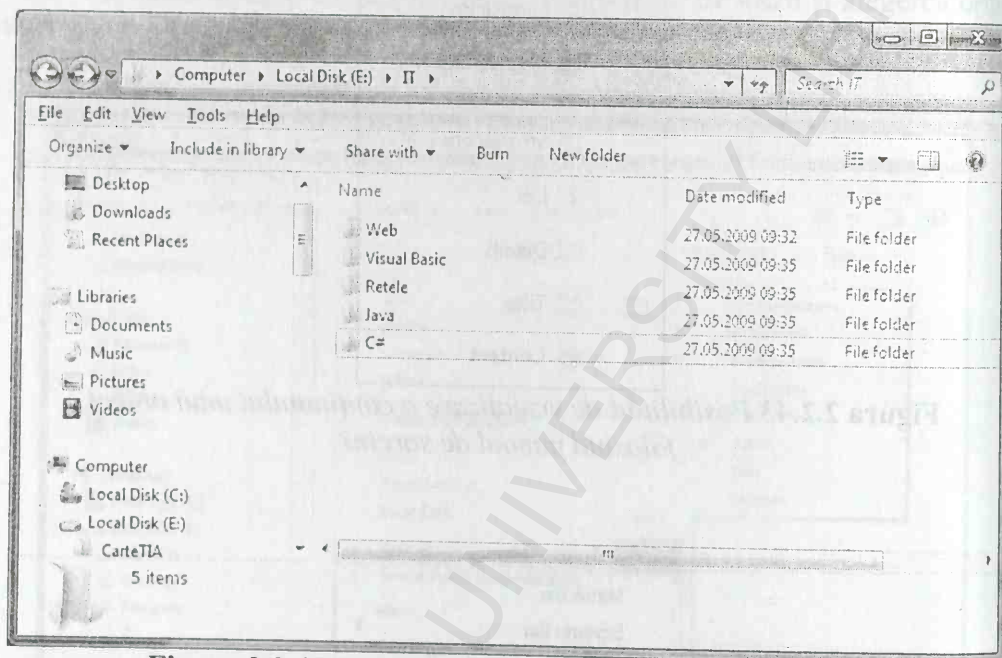 Computer ▸ Local Disk (E:) ▸ IT ▸
Search IT
File Edit View Tools Help
Organize Include in library Share with Burn New folder
Desktop
Downloads
Recent Places
Libraries
Documents
Music
Pictures
Videos
Computer
Local Disk (C:)
Local Disk (E:)
CarteTIA
5 items
Name Date modified Type
Web 27.05.2009 09:32 File folder
Visual Basic 27.05.2009 09:35 File folder
Retele 27.05.2009 09:35 File folder
Java 27.05.2009 09:35 File folder
C# 27.05.2009 09:35 File folder
UNIVERSITY